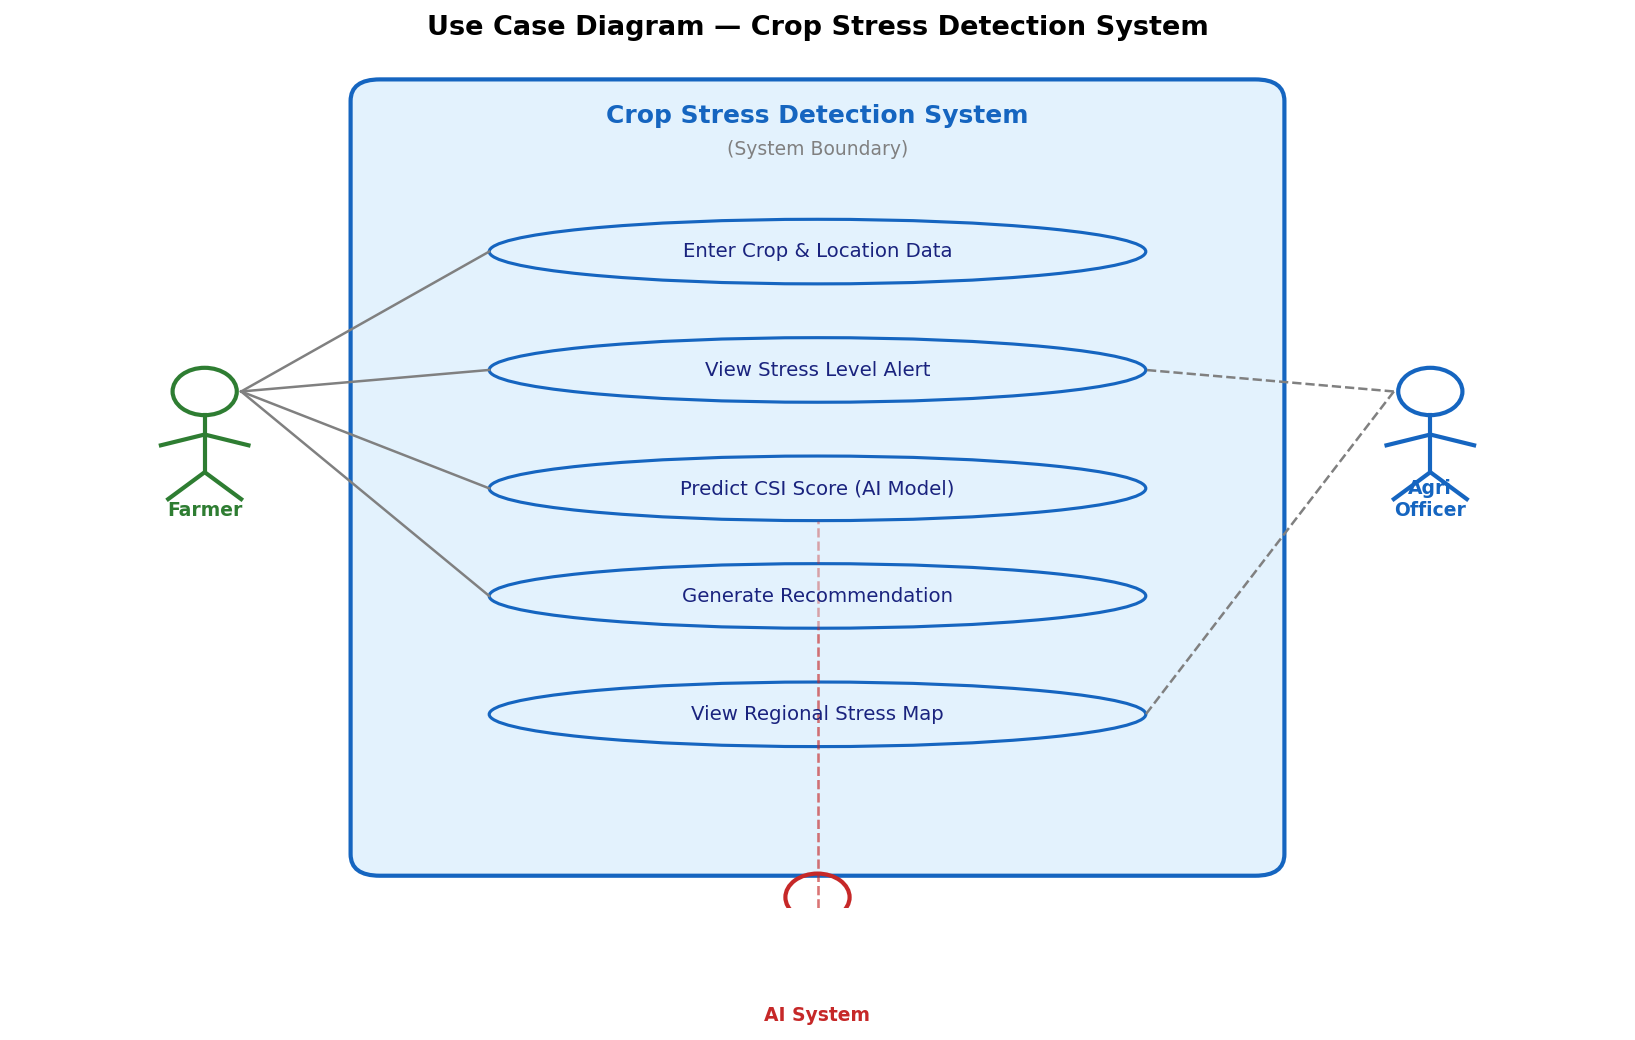 Use Case Diagram — Crop Stress Detection System
Crop Stress Detection System
(System Boundary)
Enter Crop & Location Data
View Stress Level Alert
Predict CSI Score (AI Model)
Generate Recommendation
View Regional Stress Map
Farmer
Agri
Officer
AI System